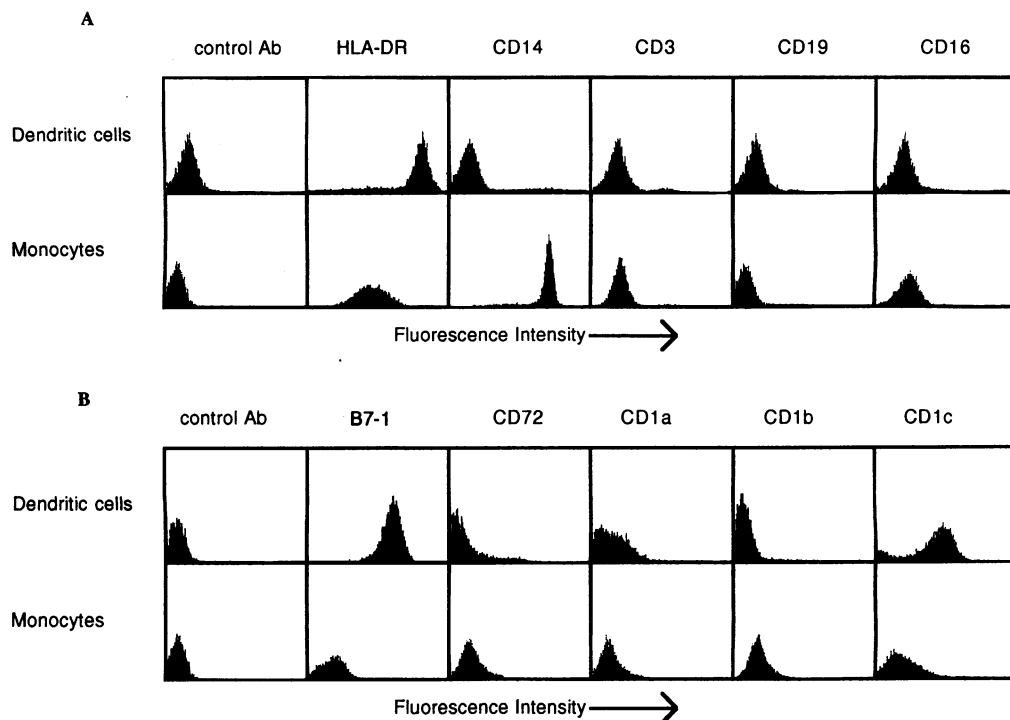 A
control Ab HLA-DR CD14 CD3 CD19 CD16
Dendritic cells
Monocytes
Fluorescence Intensity
B
control Ab B7-1 CD72 CD1a CD1b CD1c
Dendritic cells
Monocytes
Fluorescence Intensity